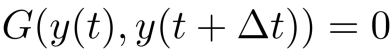 G(y(t), y(t + Δt)) = 0